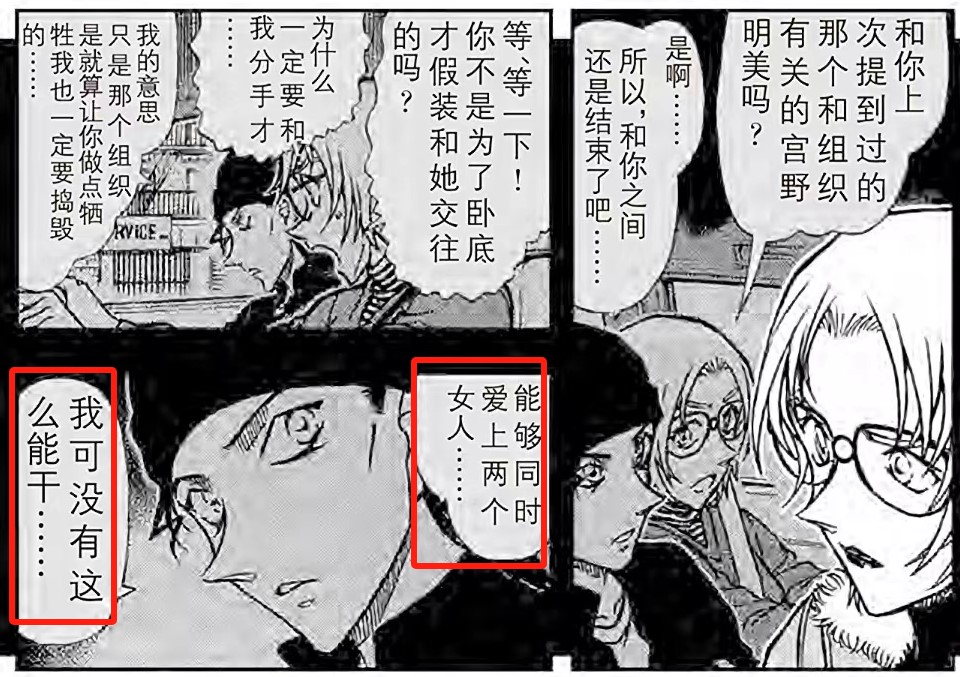 和你上
次提到过的
那个和组织
有关的宫野
明美吗？
是啊……
所以，和你之间
还是结束了吧……
等、等一下！
你不是为了卧底
才假装和她交往
的吗？
为什么
一定要和
我分手才
……
我的意思
只是那个组织
是就算让你做点牺
牲我也一定要捣毁
的……
RVICE
能够同时
爱上两个
女人……
我可没有这
么能干……